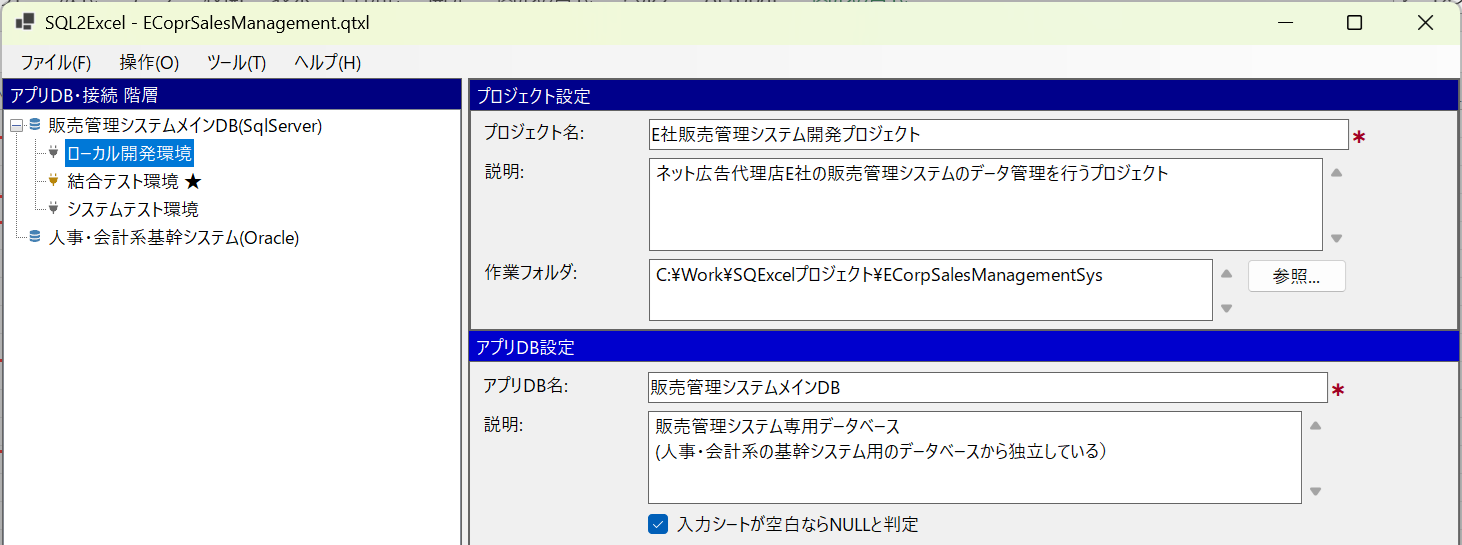 SQL2Excel - ECoprSalesManagement.qtxl
ファイル(F) 操作(O) ツール(T) ヘルプ(H)
アプリDB・接続 階層
販売管理システムメインDB(SqlServer)
ローカル開発環境
結合テスト環境 ★
システムテスト環境
人事・会計系基幹システム(Oracle)
プロジェクト設定
プロジェクト名: E社販売管理システム開発プロジェクト *
説明: ネット広告代理店E社の販売管理システムのデータ管理を行うプロジェクト
作業フォルダ: C:¥Work¥SQExcelプロジェクト¥ECorpSalesManagementSys 参照...
アプリDB設定
アプリDB名: 販売管理システムメインDB *
説明: 販売管理システム専用データベース
(人事・会計系の基幹システム用のデータベースから独立している）
入力シートが空白ならNULLと判定